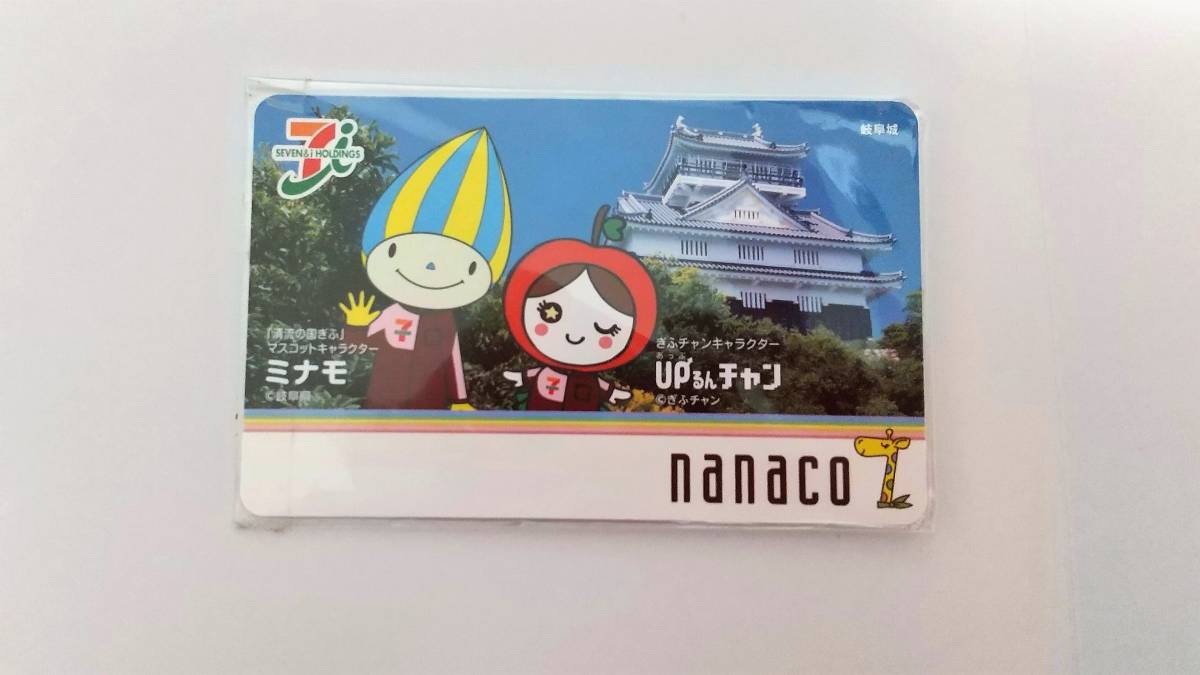 7i
SEVEN&i HOLDINGS
岐阜城
「清流の国ぎふ」
マスコットキャラクター
ミナモ
©岐阜県
7
7
ぎふチャンキャラクター
あっぷ
UPるんチャン
©ぎふチャン
nanaco